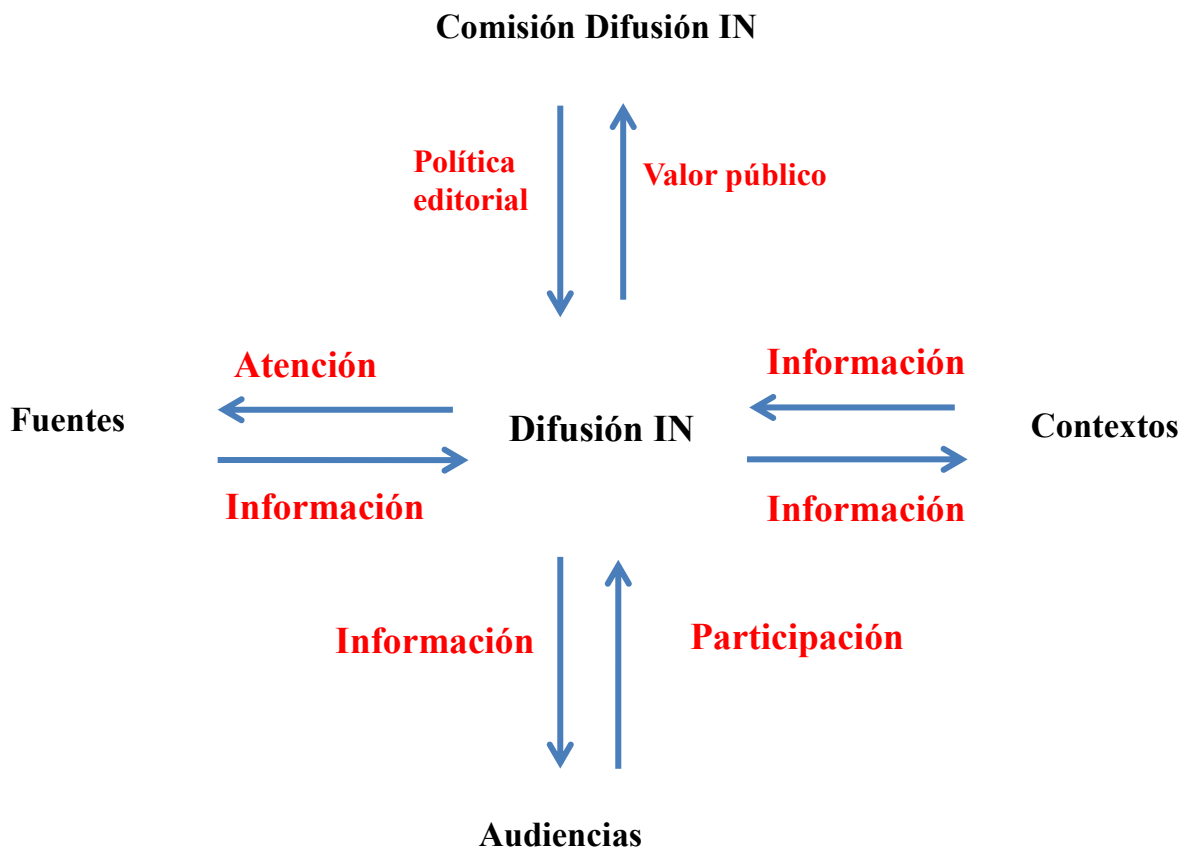 Comisión Difusión IN
Política
editorial
Valor público
Atención
Información
Fuentes
Difusión IN
Contextos
Información
Información
Información
Participación
Audiencias